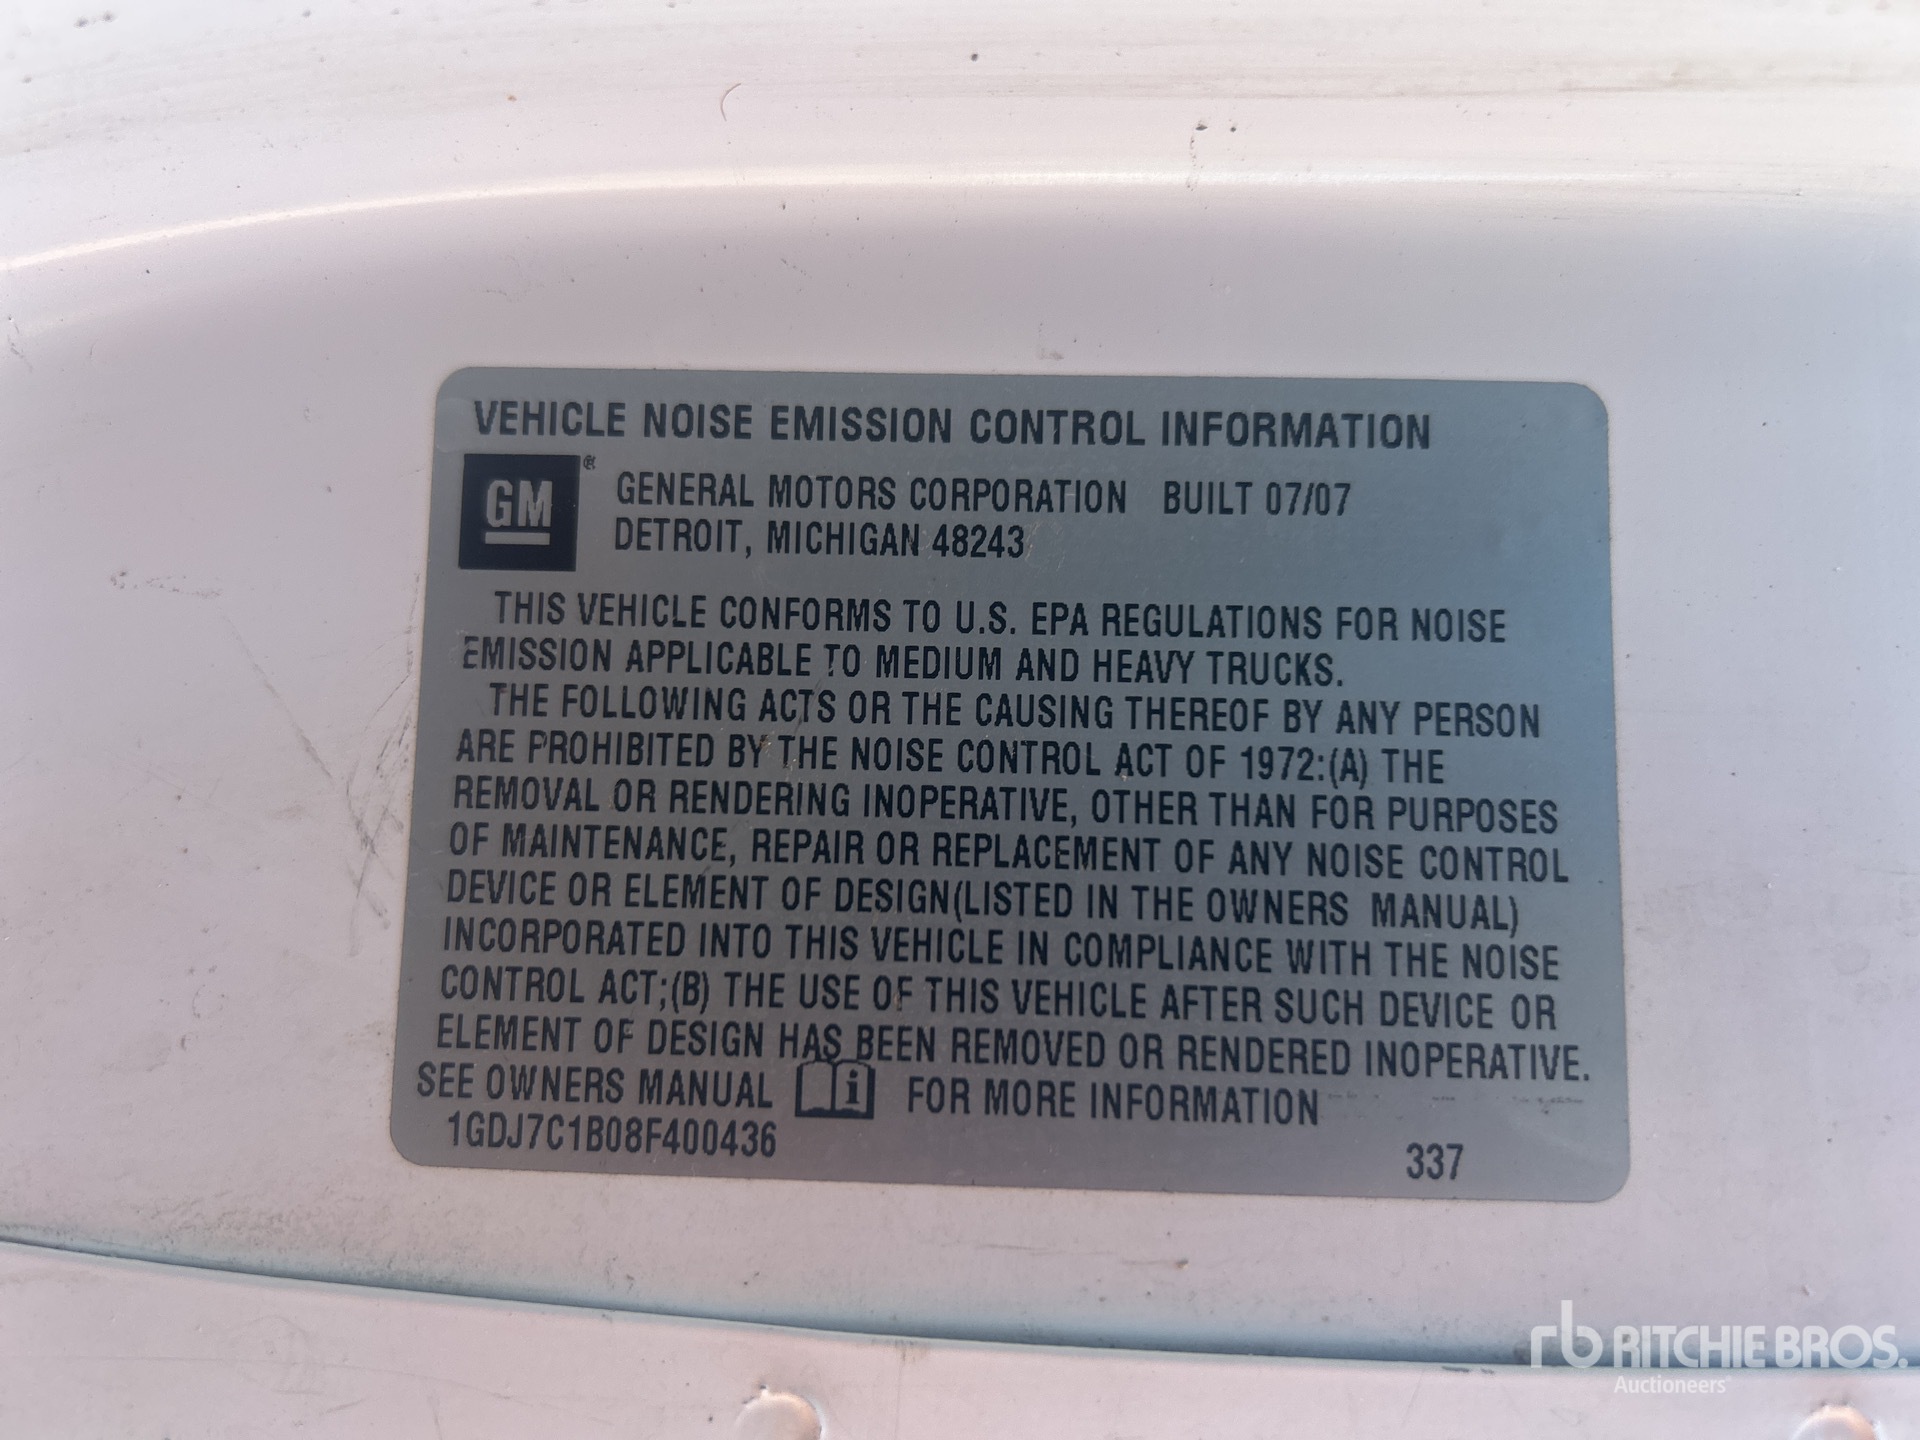 VEHICLE NOISE EMISSION CONTROL INFORMATION
GM ® GENERAL MOTORS CORPORATION BUILT 07/07
DETROIT, MICHIGAN 48243
THIS VEHICLE CONFORMS TO U.S. EPA REGULATIONS FOR NOISE
EMISSION APPLICABLE TO MEDIUM AND HEAVY TRUCKS.
THE FOLLOWING ACTS OR THE CAUSING THEREOF BY ANY PERSON
ARE PROHIBITED BY THE NOISE CONTROL ACT OF 1972:(A) THE
REMOVAL OR RENDERING INOPERATIVE, OTHER THAN FOR PURPOSES
OF MAINTENANCE, REPAIR OR REPLACEMENT OF ANY NOISE CONTROL
DEVICE OR ELEMENT OF DESIGN(LISTED IN THE OWNERS MANUAL)
INCORPORATED INTO THIS VEHICLE IN COMPLIANCE WITH THE NOISE
CONTROL ACT;(B) THE USE OF THIS VEHICLE AFTER SUCH DEVICE OR
ELEMENT OF DESIGN HAS BEEN REMOVED OR RENDERED INOPERATIVE.
SEE OWNERS MANUAL i FOR MORE INFORMATION
1GDJ7C1B08F400436 337
rb RITCHIE BROS.
Auctioneers